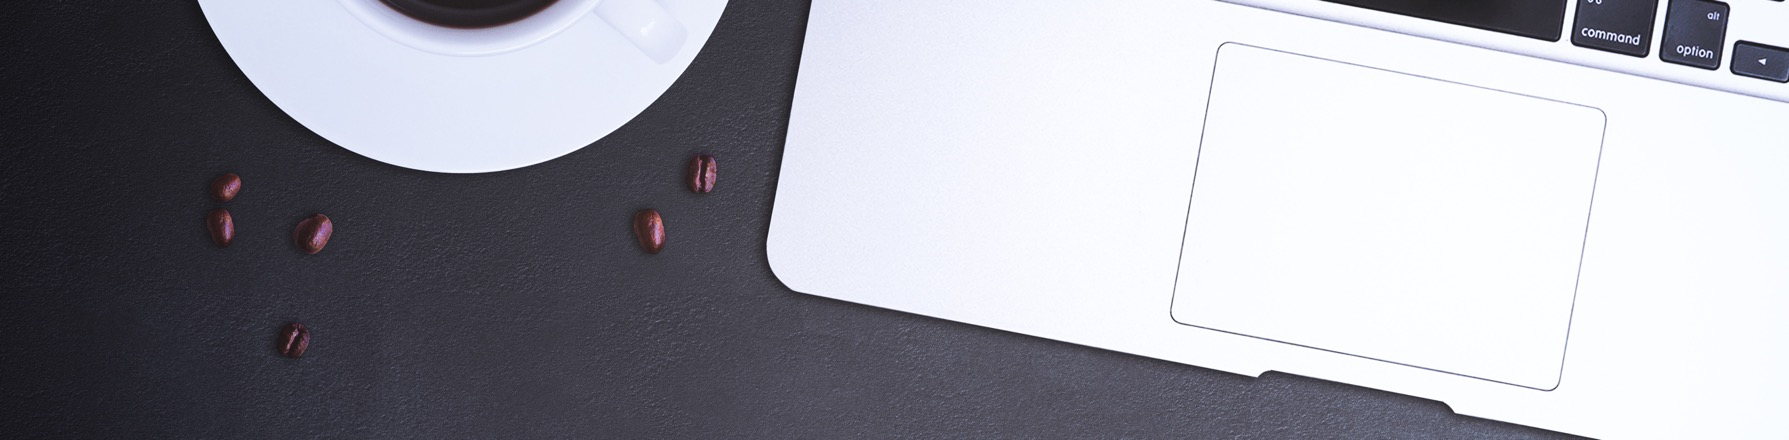 command
alt
option
◄